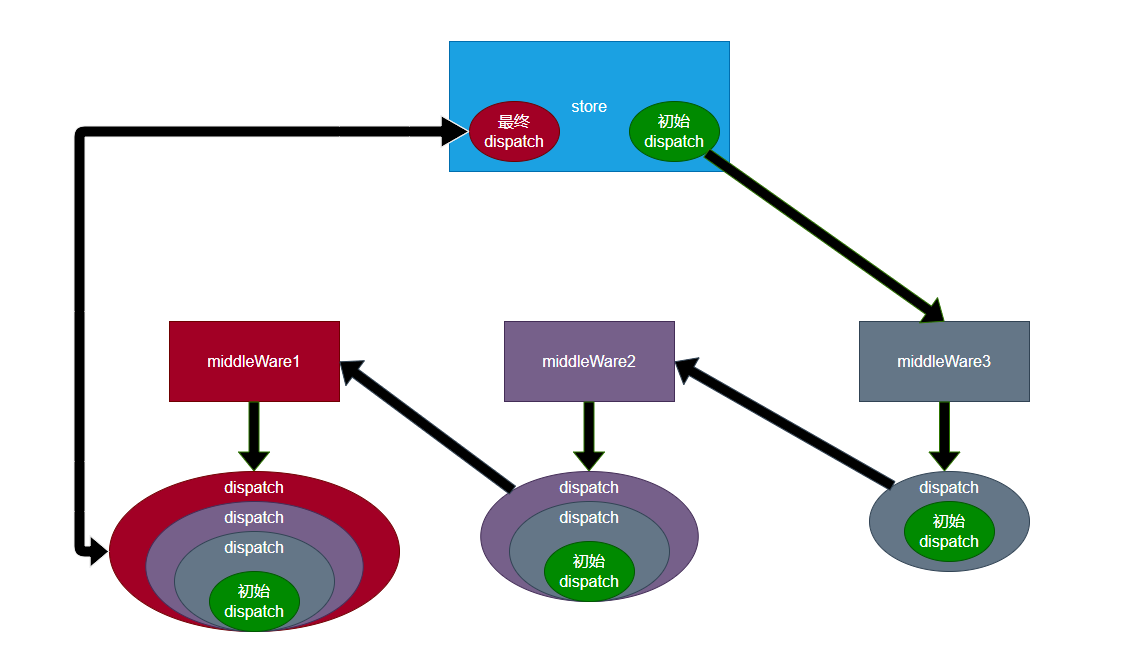 store
最终
dispatch
初始
dispatch
middleWare1
middleWare2
middleWare3
dispatch
dispatch
dispatch
初始
dispatch
dispatch
dispatch
初始
dispatch
dispatch
初始
dispatch